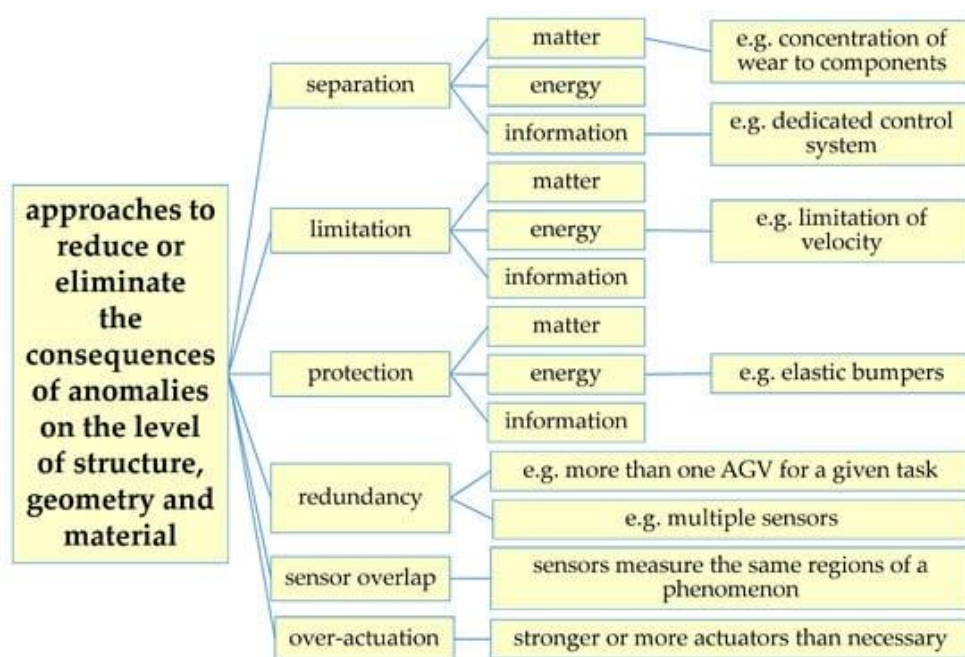 approaches to
reduce or
eliminate
the
consequences
of anomalies
on the level
of structure,
geometry and
material
separation
matter
e.g. concentration of
wear to components
energy
information
e.g. dedicated control
system
limitation
matter
energy
e.g. limitation of
velocity
information
protection
matter
energy
e.g. elastic bumpers
information
redundancy
e.g. more than one AGV for a given task
e.g. multiple sensors
sensor overlap
sensors measure the same regions of a
phenomenon
over-actuation
stronger or more actuators than necessary